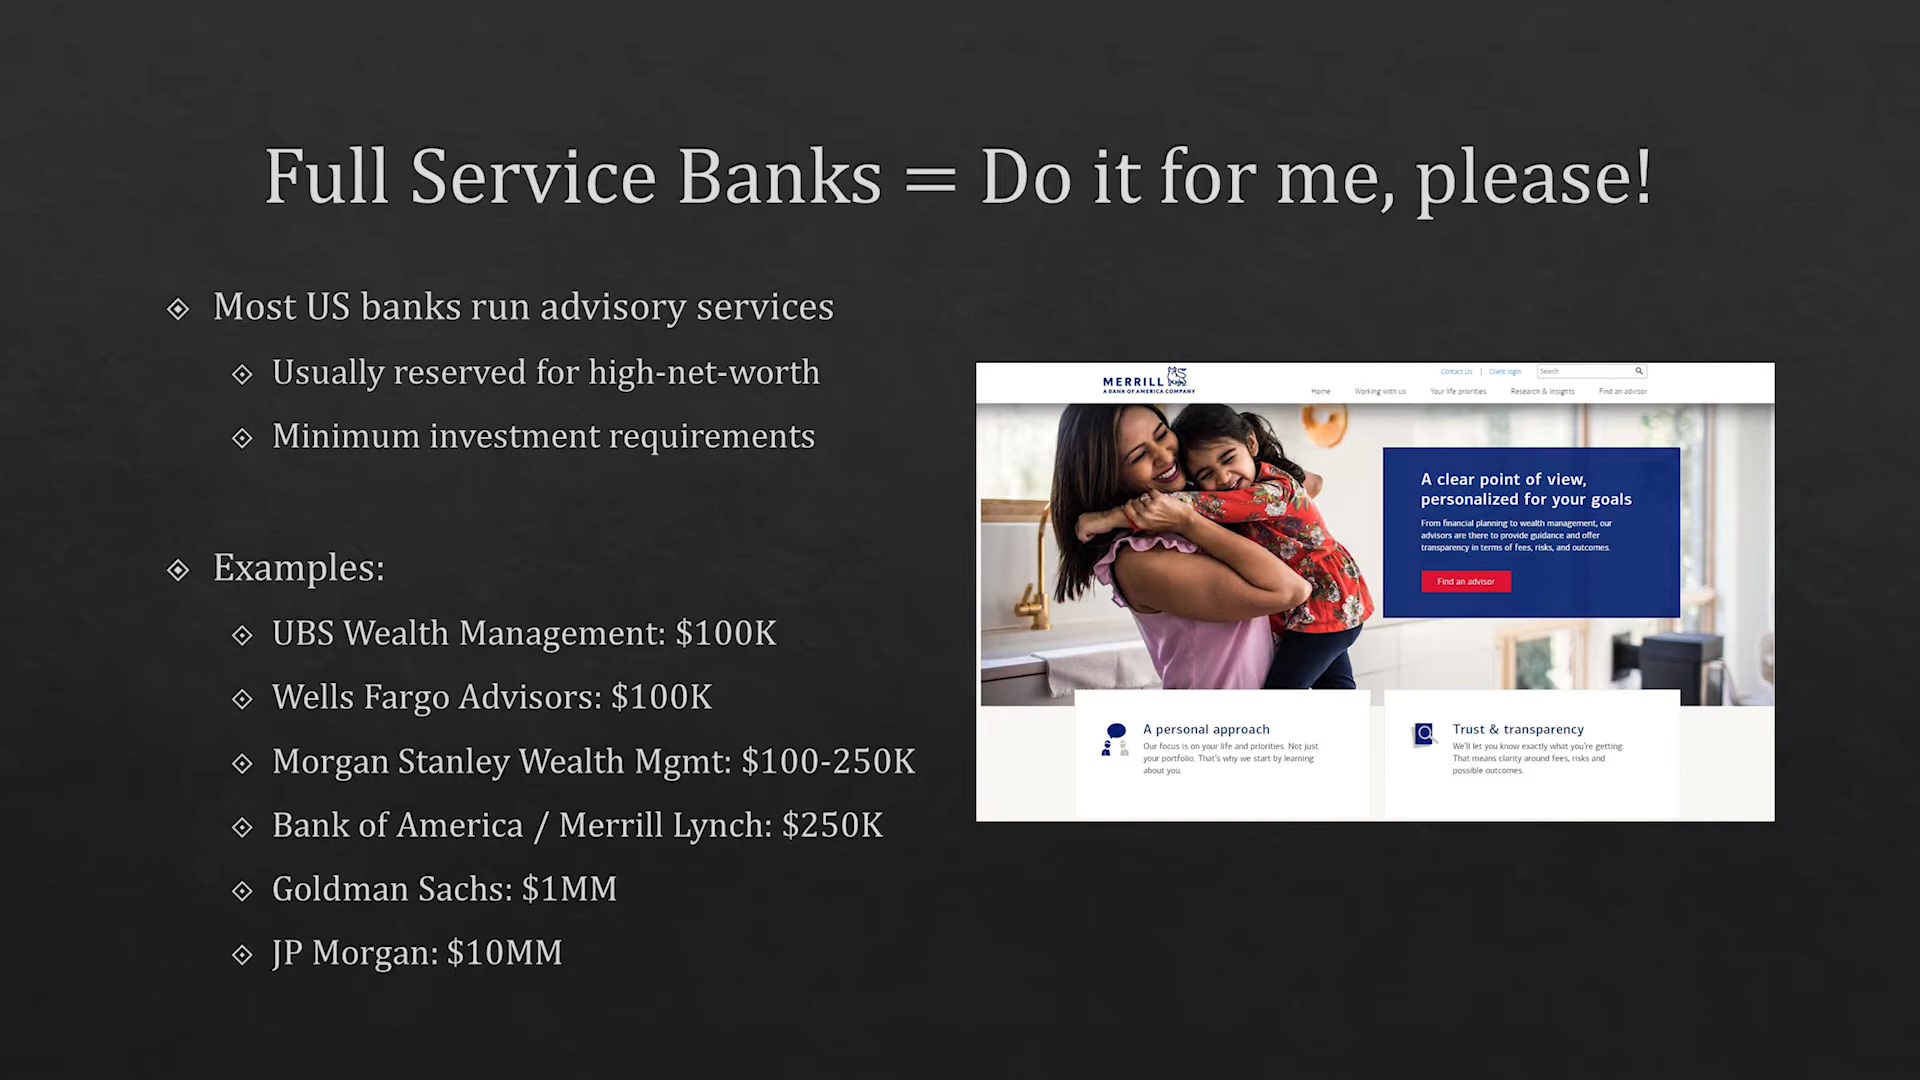 Full Service Banks = Do it for me, please!
Most US banks run advisory services
Usually reserved for high-net-worth
Minimum investment requirements
Examples:
UBS Wealth Management: $100K
Wells Fargo Advisors: $100K
Morgan Stanley Wealth Mgmt: $100-250K
Bank of America / Merrill Lynch: $250K
Goldman Sachs: $1MM
JP Morgan: $10MM
MERRILL
A BANK OF AMERICA COMPANY
Contact Us | Client login
Search
Home Working with us Your life priorities Research & insights Find an advisor
A clear point of view,
personalized for your goals
From financial planning to wealth management, our
advisors are there to provide guidance and offer
transparency in terms of fees, risks, and outcomes.
Find an advisor
A personal approach
Our focus is on your life and priorities. Not just
your portfolio. That's why we start by learning
about you.
Trust & transparency
We'll let you know exactly what you're getting.
That means clarity around fees, risks and
possible outcomes.